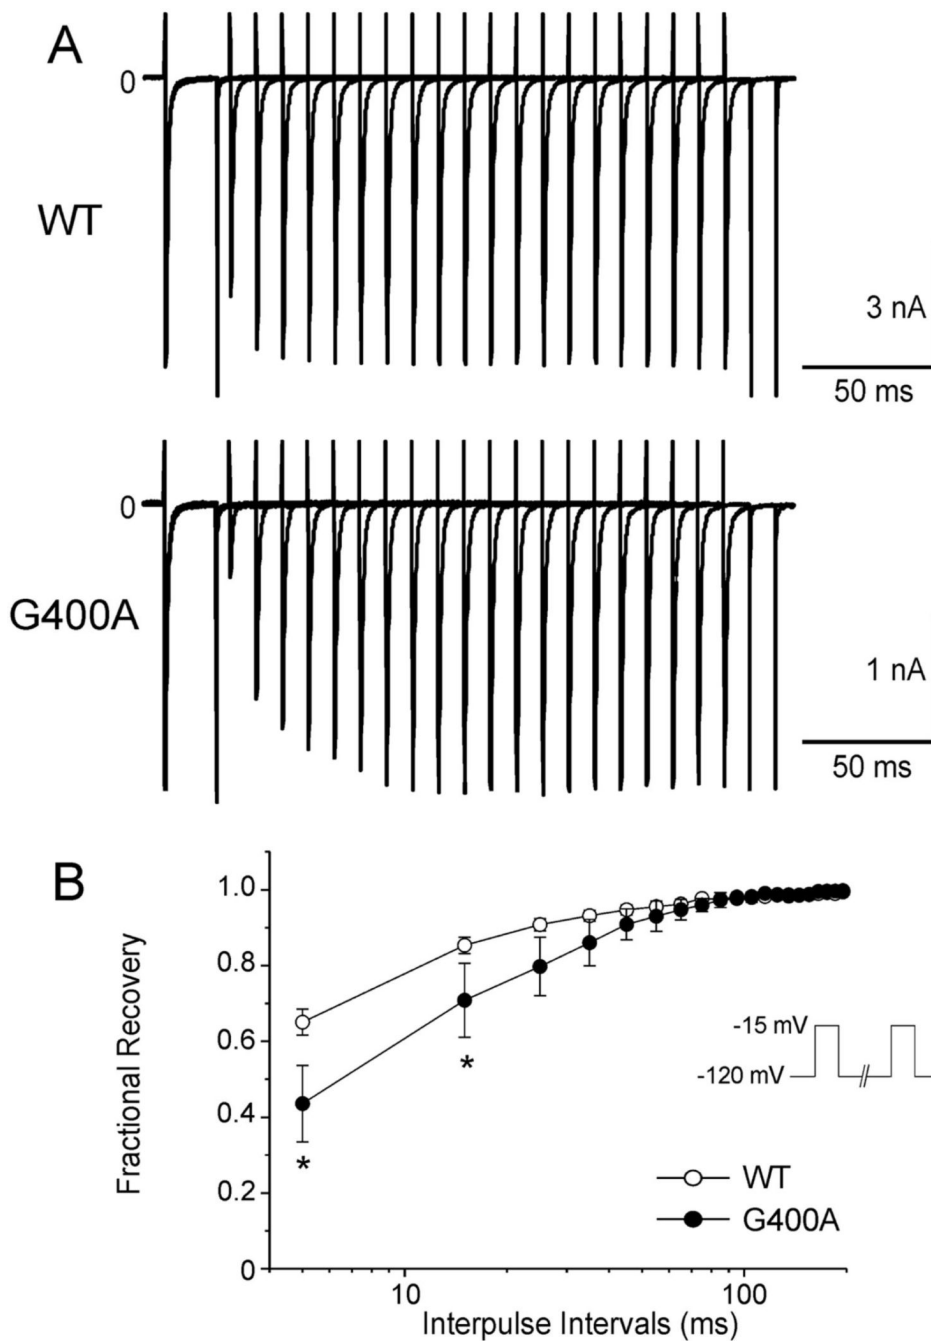 A
0
WT
3 nA
50 ms
0
G400A
1 nA
50 ms
B
1.0
0.8
0.6
0.4
0.2
0
Fractional Recovery
*
*
-15 mV
-120 mV
WT
G400A
10
100
Interpulse Intervals (ms)